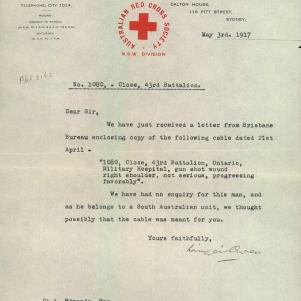 TELEPHONE, CITY 1014.
HOURS:
SATURDAY
AUSTRALIAN RED CROSS SOCIETY
N.S.W. DIVISION
DALTON HOUSE,
115 PITT STREET,
SYDNEY.
May 3rd. 1917
No. 1080, - Close, 43rd Battalion.
Dear Sir,
We have just received a letter from Brisbane
Bureau enclosing copy of the following cable dated 21st
April -
"1080, Close, 43rd Battalion, Ontario,
Military Hospital, gun shot wound
right shoulder, not serious, progressing
favorably".
We have had no enquiry for this man, and
as he belongs to a South Australian unit, we thought
possibly that the cable was meant for you.
Yours faithfully,